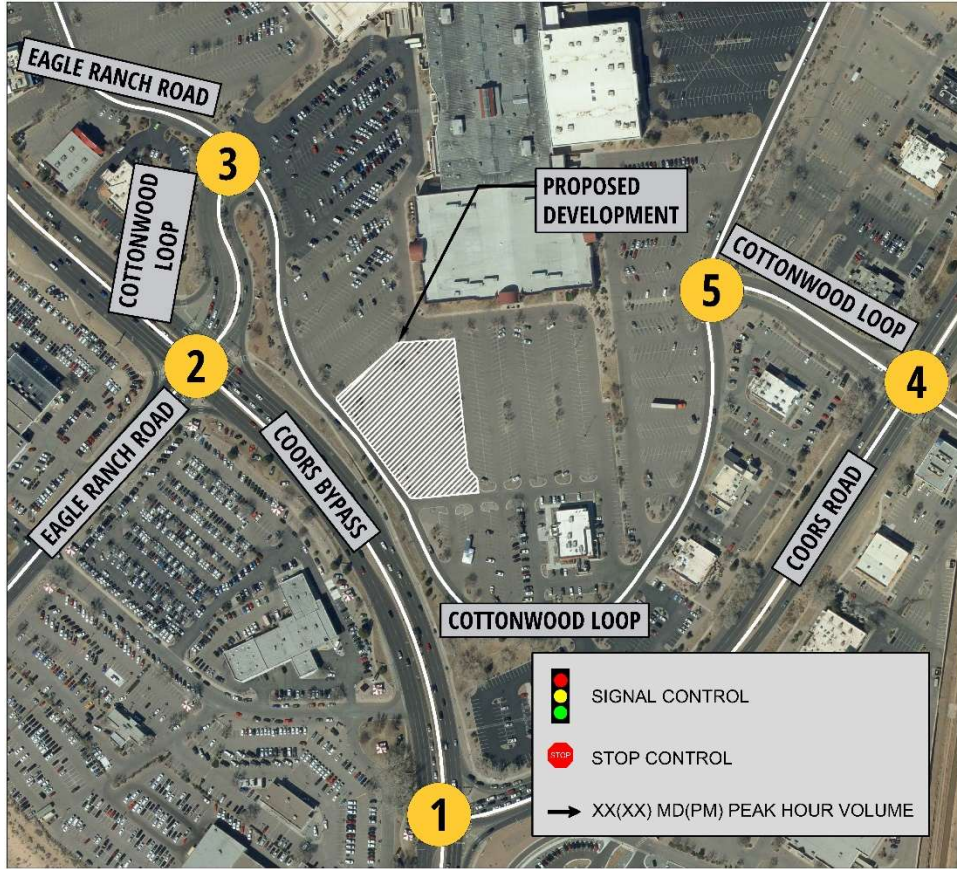 EAGLE RANCH ROAD
3
COTTONWOOD
LOOP
PROPOSED
DEVELOPMENT
5
COTTONWOOD LOOP
4
2
EAGLE RANCH ROAD
COORS BYPASS
COORS ROAD
COTTONWOOD LOOP
1
SIGNAL CONTROL
STOP
STOP CONTROL
XX(XX) MD(PM) PEAK HOUR VOLUME